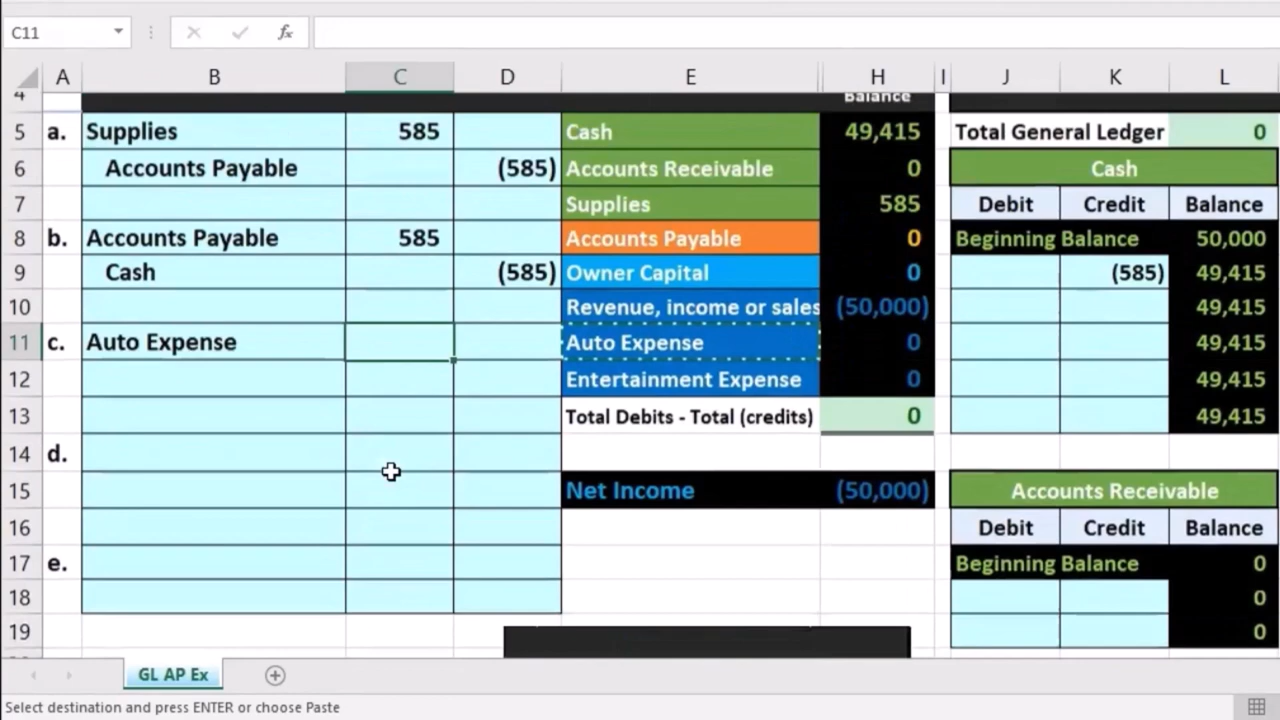 C11 fx
A B C D E H I J K L
4 Balance
5 a. Supplies 585 Cash 49,415 Total General Ledger 0
6 Accounts Payable (585) Accounts Receivable 0 Cash
7 Supplies 585 Debit Credit Balance
8 b. Accounts Payable 585 Accounts Payable 0 Beginning Balance 50,000
9 Cash (585) Owner Capital 0 (585) 49,415
10 Revenue, income or sales (50,000) 49,415
11 c. Auto Expense Auto Expense 0 49,415
12 Entertainment Expense 0 49,415
13 Total Debits - Total (credits) 0 49,415
14 d.
15 Net Income (50,000) Accounts Receivable
16 Debit Credit Balance
17 e. Beginning Balance 0
18 0
19 0
GL AP Ex
Select destination and press ENTER or choose Paste